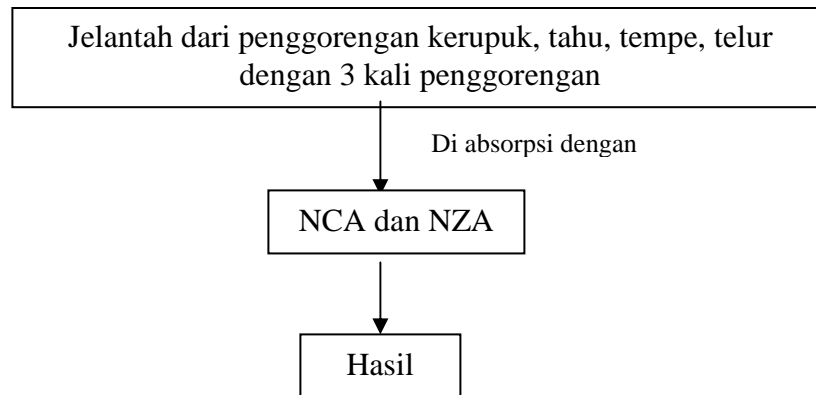 Jelantah dari penggorengan kerupuk, tahu, tempe, telur
dengan 3 kali penggorengan
Di absorpsi dengan
NCA dan NZA
Hasil